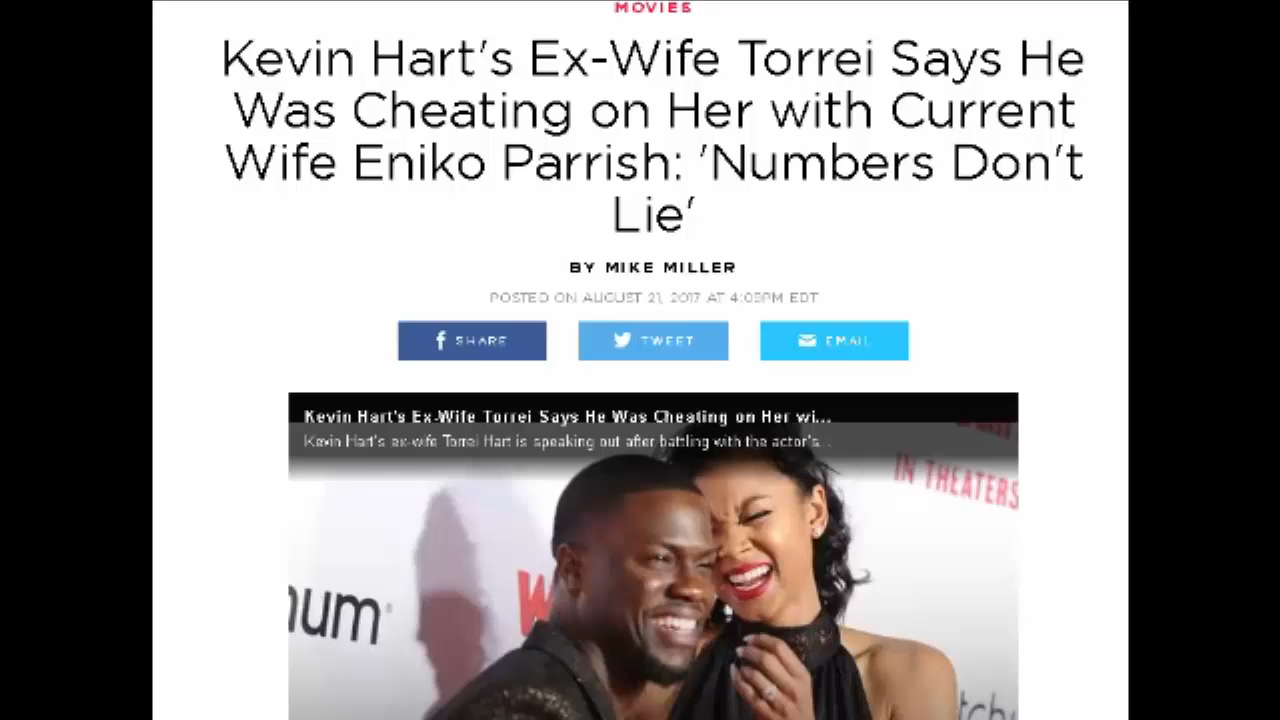 MOVIES
Kevin Hart's Ex-Wife Torrei Says He
Was Cheating on Her with Current
Wife Eniko Parrish: 'Numbers Don't
Lie'
BY MIKE MILLER
POSTED ON AUGUST 21, 2017 AT 4:09PM EDT
SHARE
TWEET
EMAIL
Kevin Hart's Ex-Wife Torrei Says He Was Cheating on Her wi...
Kevin Hart's ex-wife Torrei Hart is speaking out after battling with the actor's...
IN THEATERS
num
W
tch